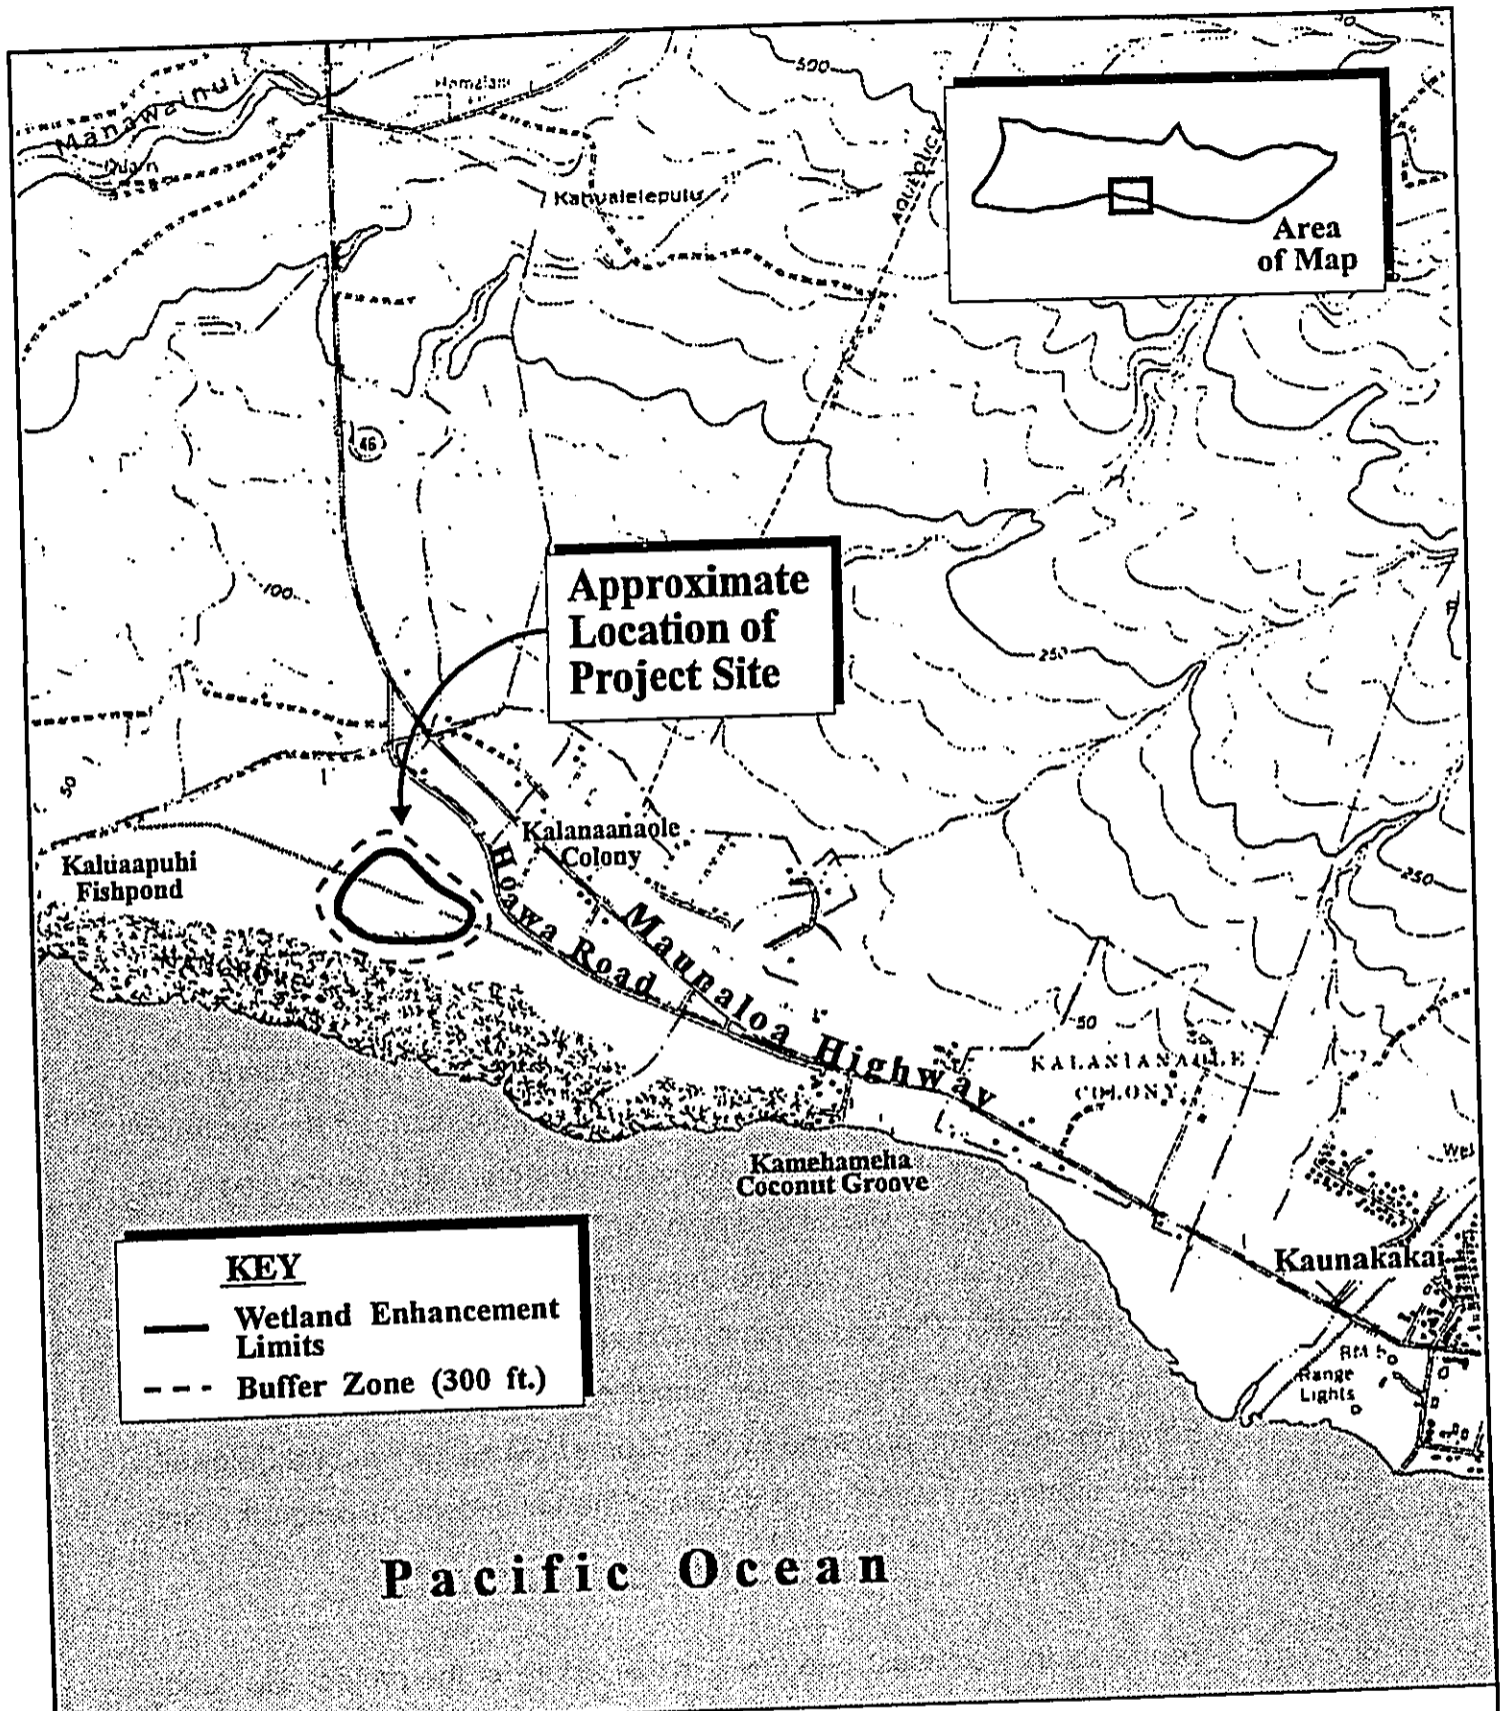 Manawainui
500
Area
of Map
AQUEDUCT
Kahualelepulu
46
Approximate
Location of
Project Site
100
250
50
Kalanaanaole
Colony
Kaluaapuhi
Fishpond
250
Hoawa Road
Maunaloa Highway
50
KALANIANAOLE
COLONY
Kamehameha
Coconut Groove
Kaunakakai
KEY
Wetland Enhancement
Limits
Buffer Zone (300 ft.)
Range
Lights
Pacific Ocean